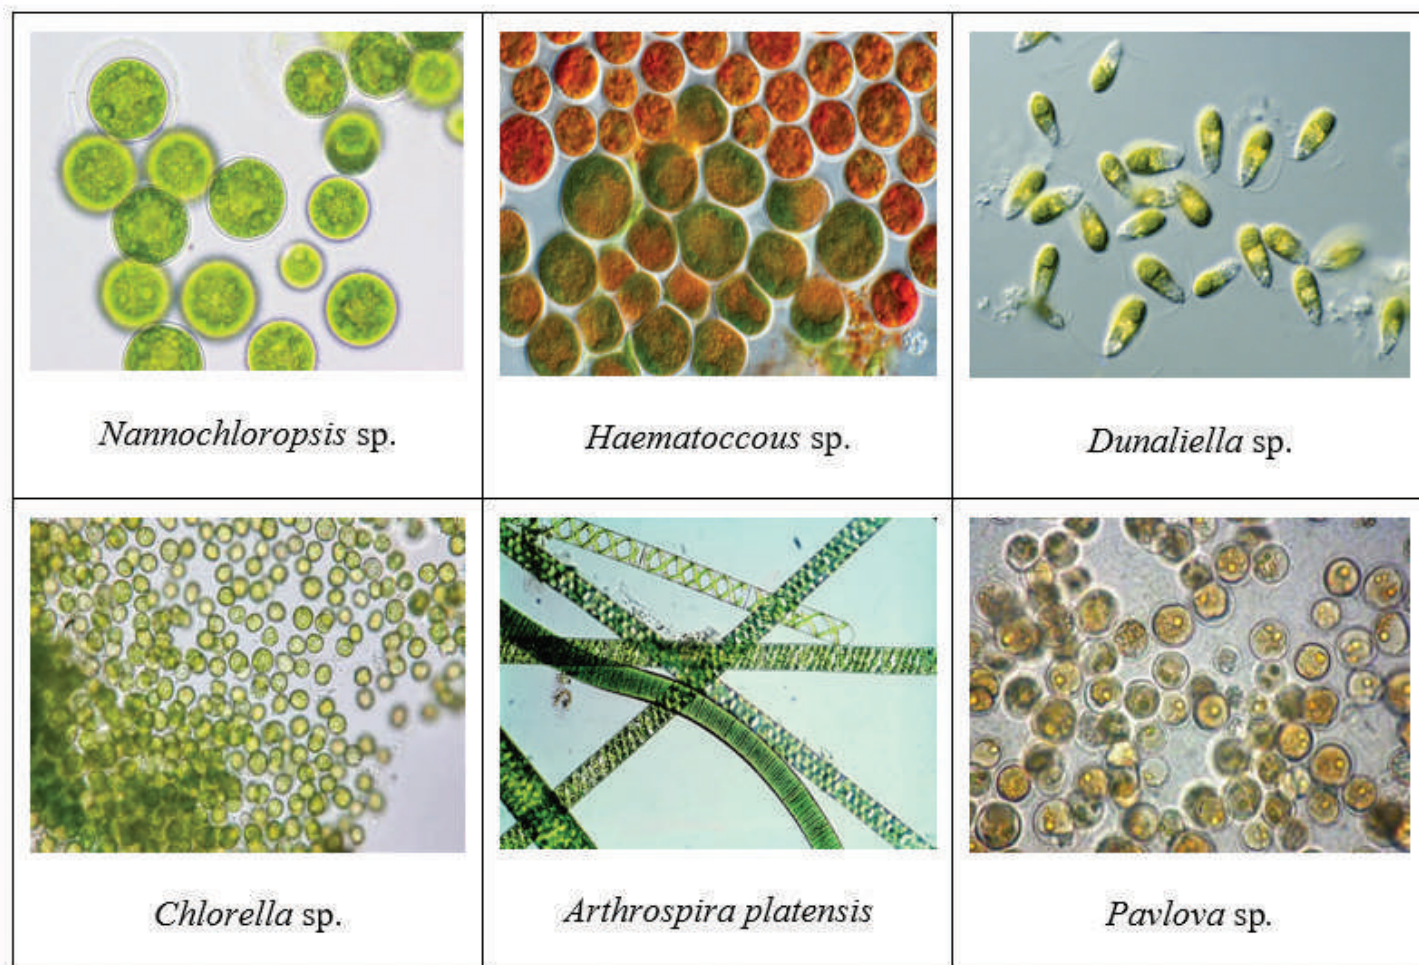 Nannochloropsis sp.
Haematoccous sp.
Dunaliella sp.
Chlorella sp.
Arthrospira platensis
Pavlova sp.